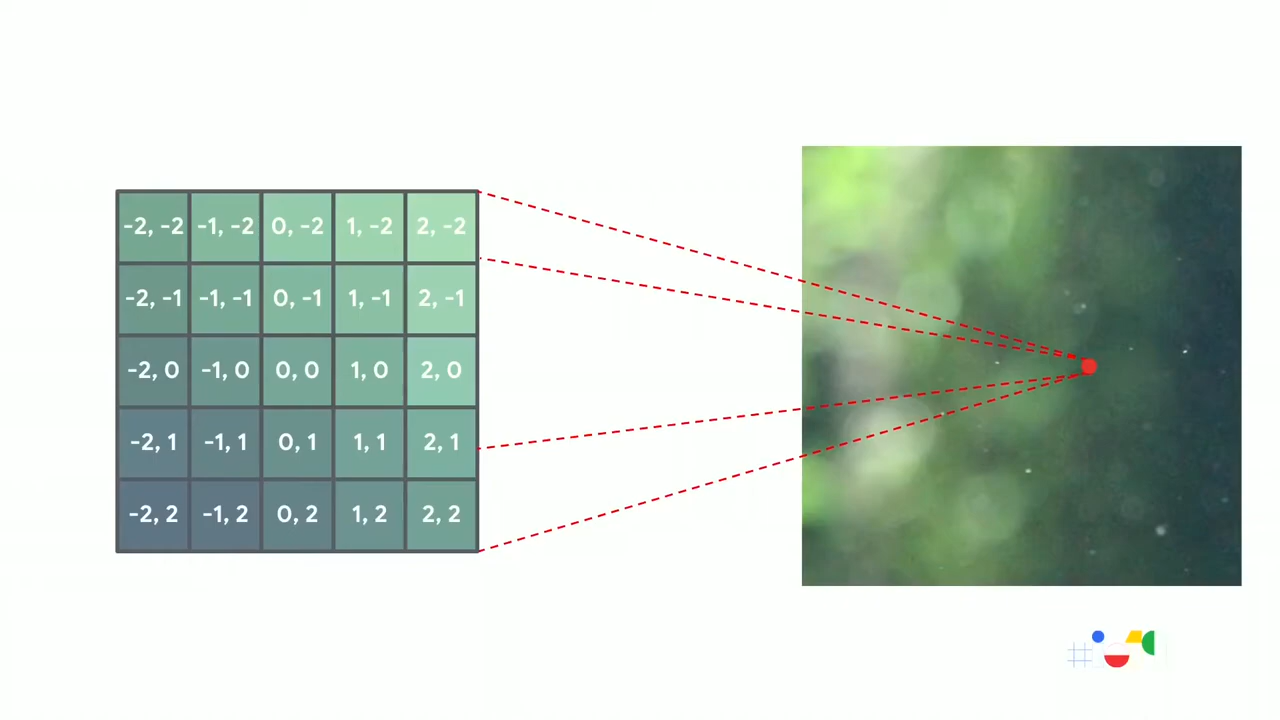 -2, -2 -1, -2 0, -2 1, -2 2, -2
-2, -1 -1, -1 0, -1 1, -1 2, -1
-2, 0 -1, 0 0, 0 1, 0 2, 0
-2, 1 -1, 1 0, 1 1, 1 2, 1
-2, 2 -1, 2 0, 2 1, 2 2, 2